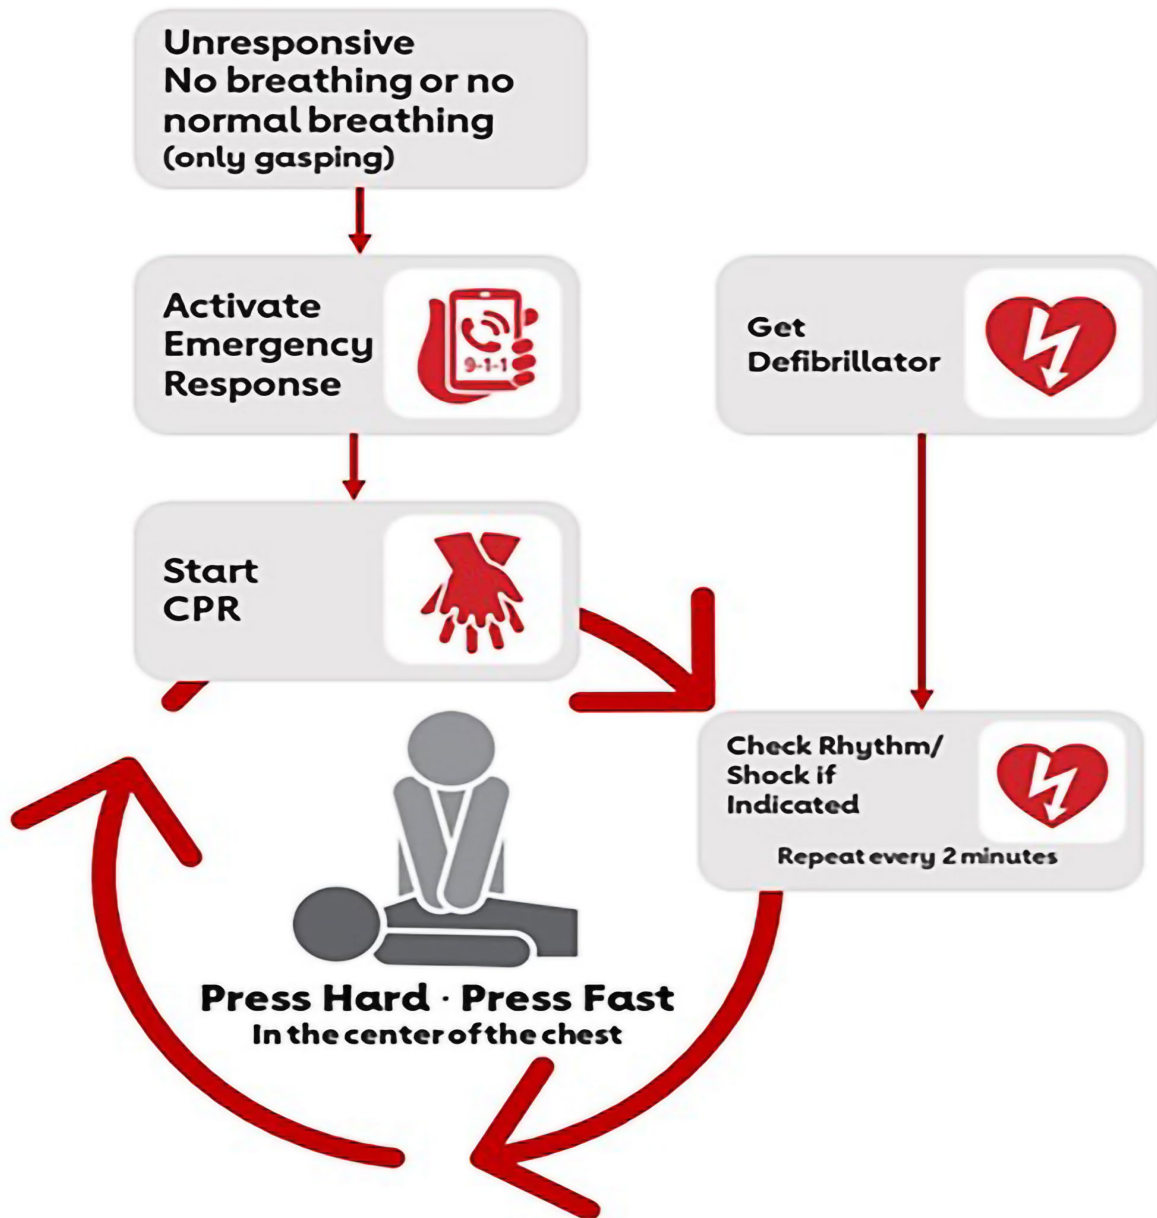 Unresponsive
No breathing or no
normal breathing
(only gasping)
Activate
Emergency
Response
9-1-1
Get
Defibrillator
Start
CPR
Check Rhythm/
Shock if
Indicated
Repeat every 2 minutes
Press Hard · Press Fast
In the center of the chest